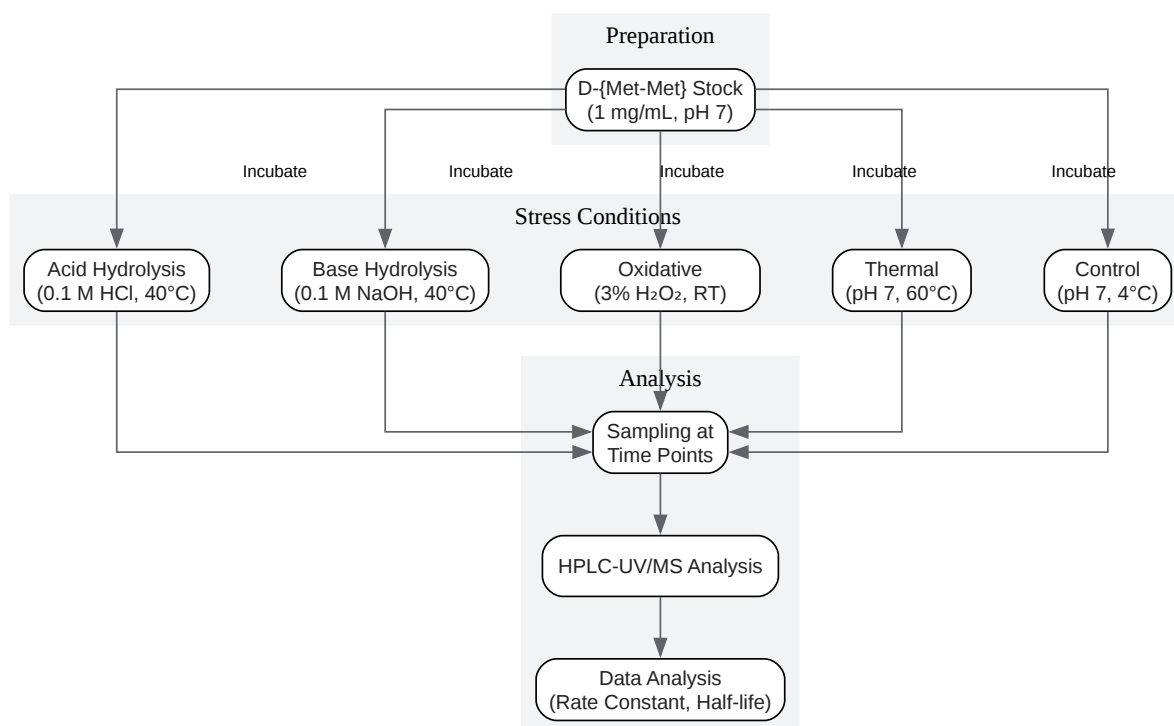 Preparation
D-{Met-Met} Stock
(1 mg/mL, pH 7)
Incubate
Incubate
Incubate
Incubate
Incubate
Stress Conditions
Acid Hydrolysis
(0.1 M HCl, 40°C)
Base Hydrolysis
(0.1 M NaOH, 40°C)
Oxidative
(3% H₂O₂, RT)
Thermal
(pH 7, 60°C)
Control
(pH 7, 4°C)
Analysis
Sampling at
Time Points
HPLC-UV/MS Analysis
Data Analysis
(Rate Constant, Half-life)